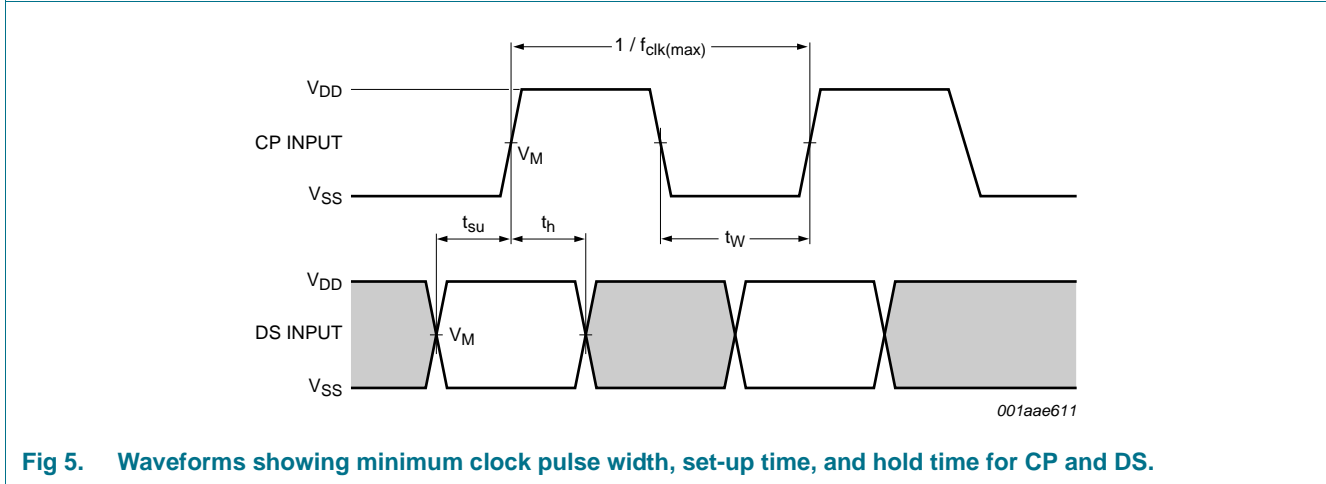 1 / fclk(max)
VDD
CP INPUT
VM
VSS
tsu
th
tW
VDD
DS INPUT
VM
VSS
001aae611
Fig 5. Waveforms showing minimum clock pulse width, set-up time, and hold time for CP and DS.